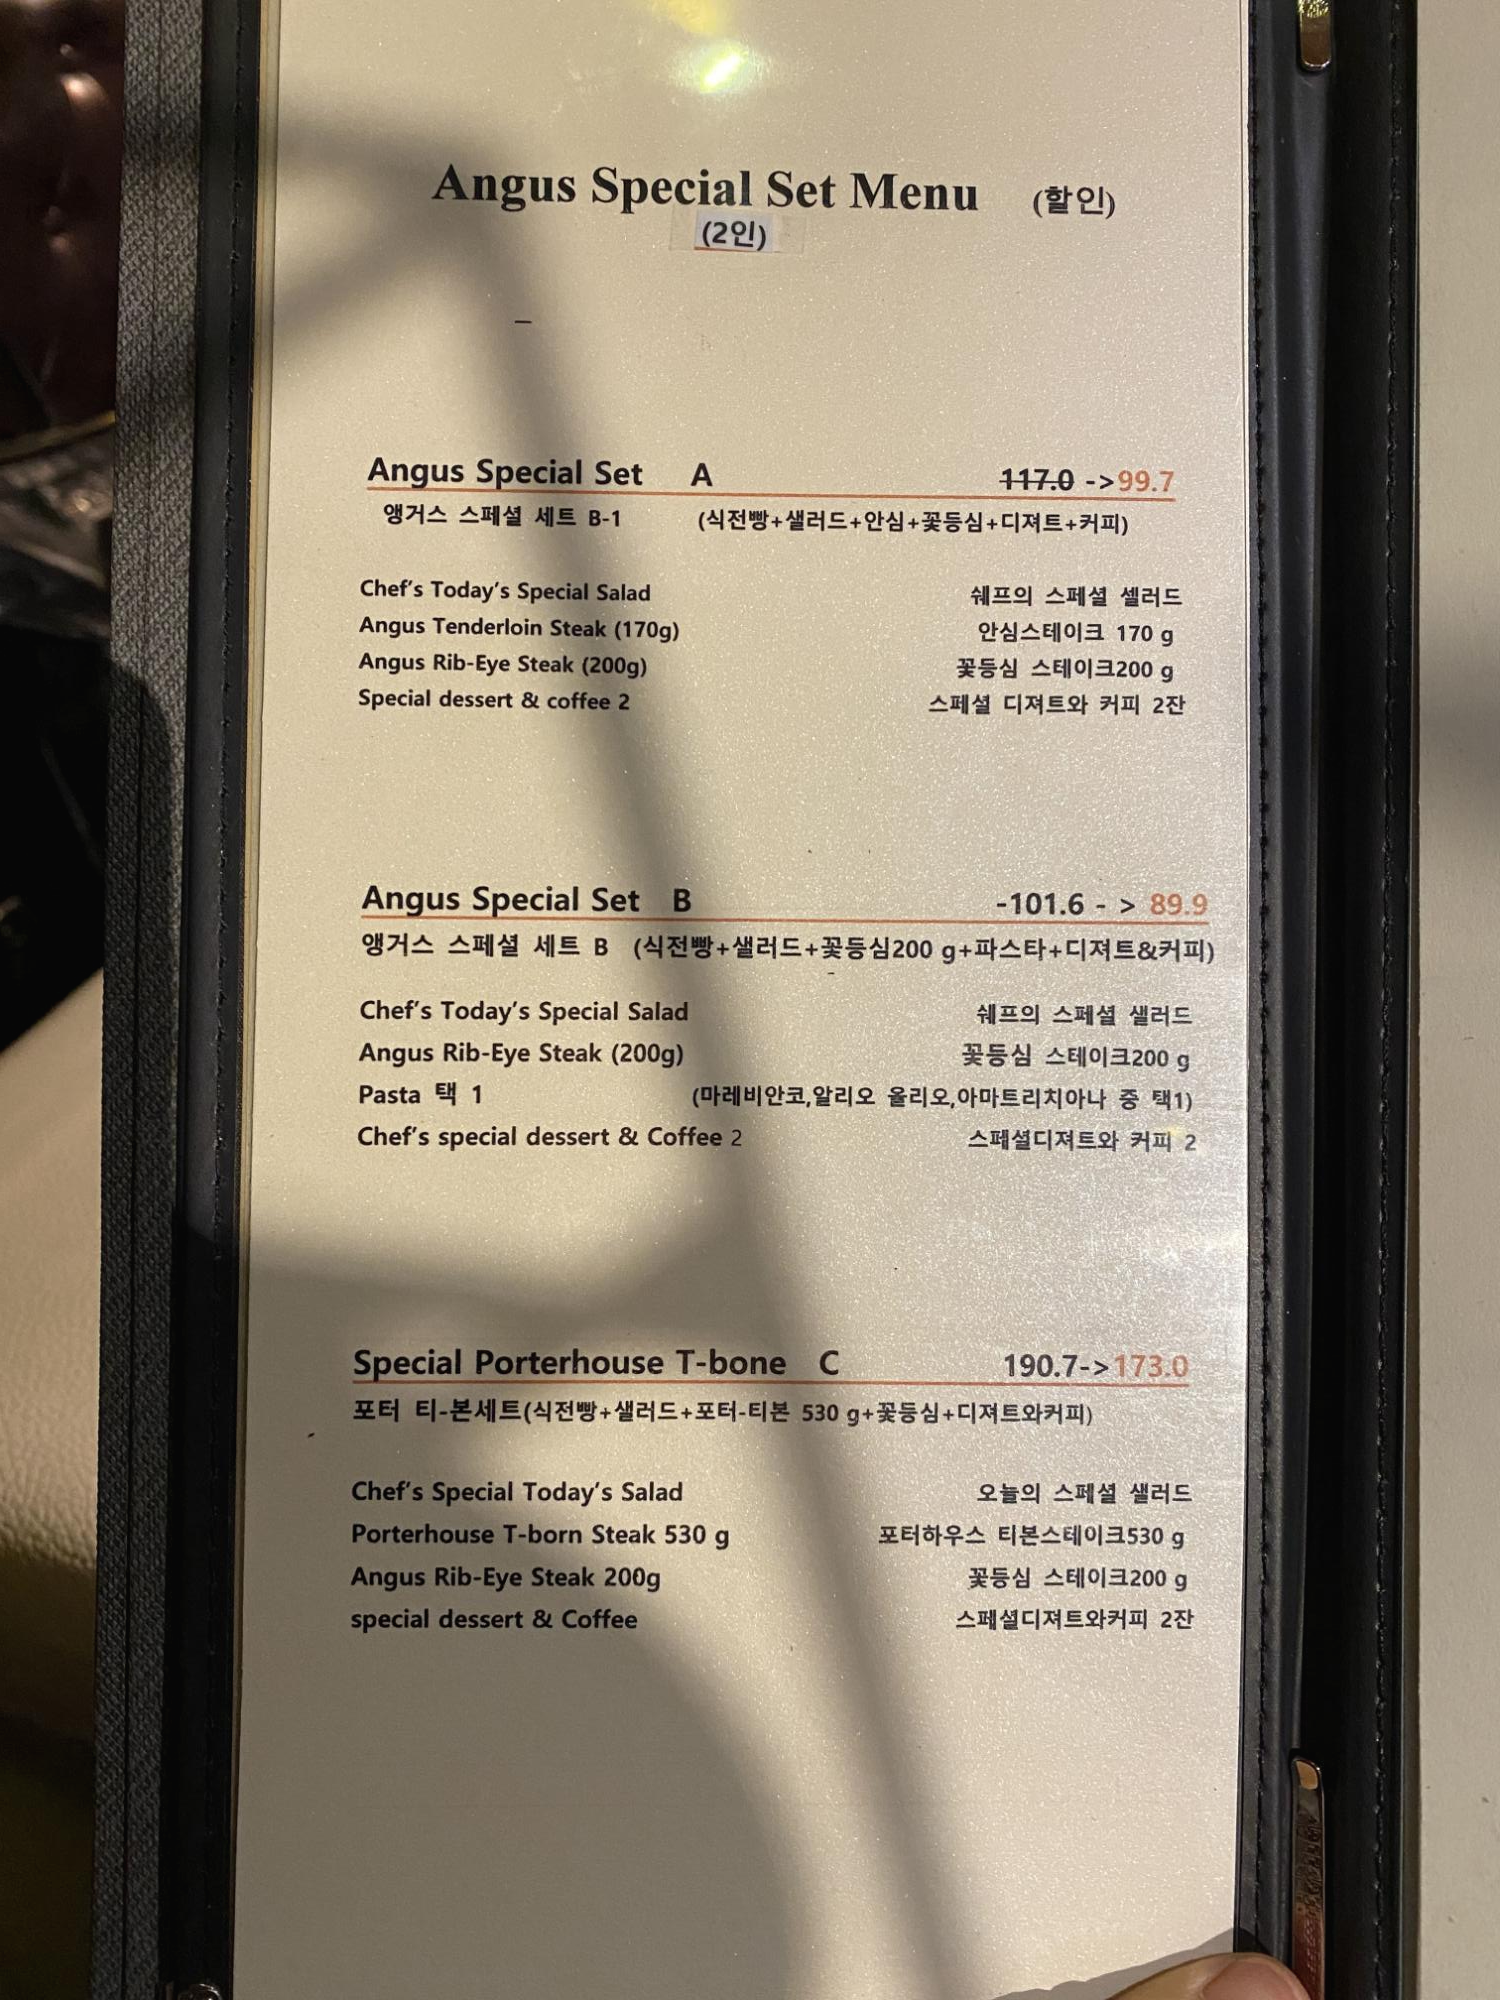 Angus Special Set Menu (할인)
(2인)
Angus Special Set A 117.0 ->99.7
앵거스 스페셜 세트 B-1 (식전빵+샐러드+안심+꽃등심+디져트+커피)
Chef's Today's Special Salad 쉐프의 스페셜 셀러드
Angus Tenderloin Steak (170g) 안심스테이크 170 g
Angus Rib-Eye Steak (200g) 꽃등심 스테이크200 g
Special dessert & coffee 2 스페셜 디져트와 커피 2잔
Angus Special Set B -101.6 - > 89.9
앵거스 스페셜 세트 B (식전빵+샐러드+꽃등심200 g+파스타+디져트&커피)
Chef's Today's Special Salad 쉐프의 스페셜 샐러드
Angus Rib-Eye Steak (200g) 꽃등심 스테이크200 g
Pasta 택 1 (마레비안코,알리오 올리오,아마트리치아나 중 택1)
Chef's special dessert & Coffee 2 스페셜디져트와 커피 2
Special Porterhouse T-bone C 190.7->173.0
포터 티-본세트(식전빵+샐러드+포터-티본 530 g+꽃등심+디져트와커피)
Chef's Special Today's Salad 오늘의 스페셜 샐러드
Porterhouse T-born Steak 530 g 포터하우스 티본스테이크530 g
Angus Rib-Eye Steak 200g 꽃등심 스테이크200 g
special dessert & Coffee 스페셜디져트와커피 2잔